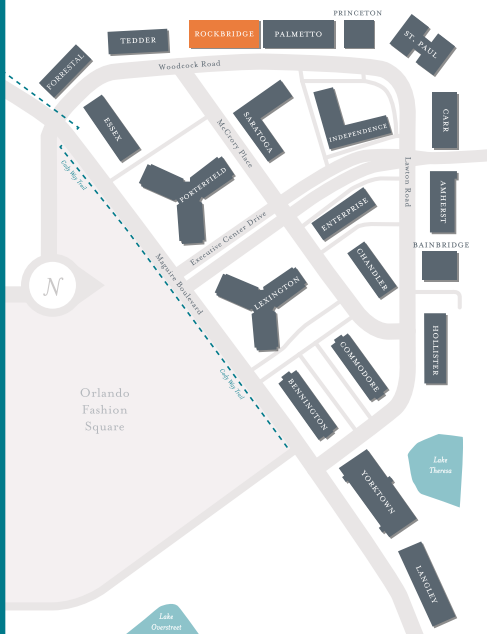 PRINCETON
TEDDER
ROCKBRIDGE
PALMETTO
ST. PAUL
FORRESTAL
Woodcock Road
ESSEX
SARATOGA
INDEPENDENCE
CARR
McCrory Place
Cady Way Trail
PORTERFIELD
Lawton Road
AMHERST
ENTERPRISE
Executive Center Drive
BAINBRIDGE
Maguire Boulevard
CHANDLER
N
LEXINGTON
HOLLISTER
COMMODORE
Cady Way Trail
BENNINGTON
Orlando
Fashion
Square
Lake
Theresa
YORKTOWN
LANGLEY
Lake
Overstreet